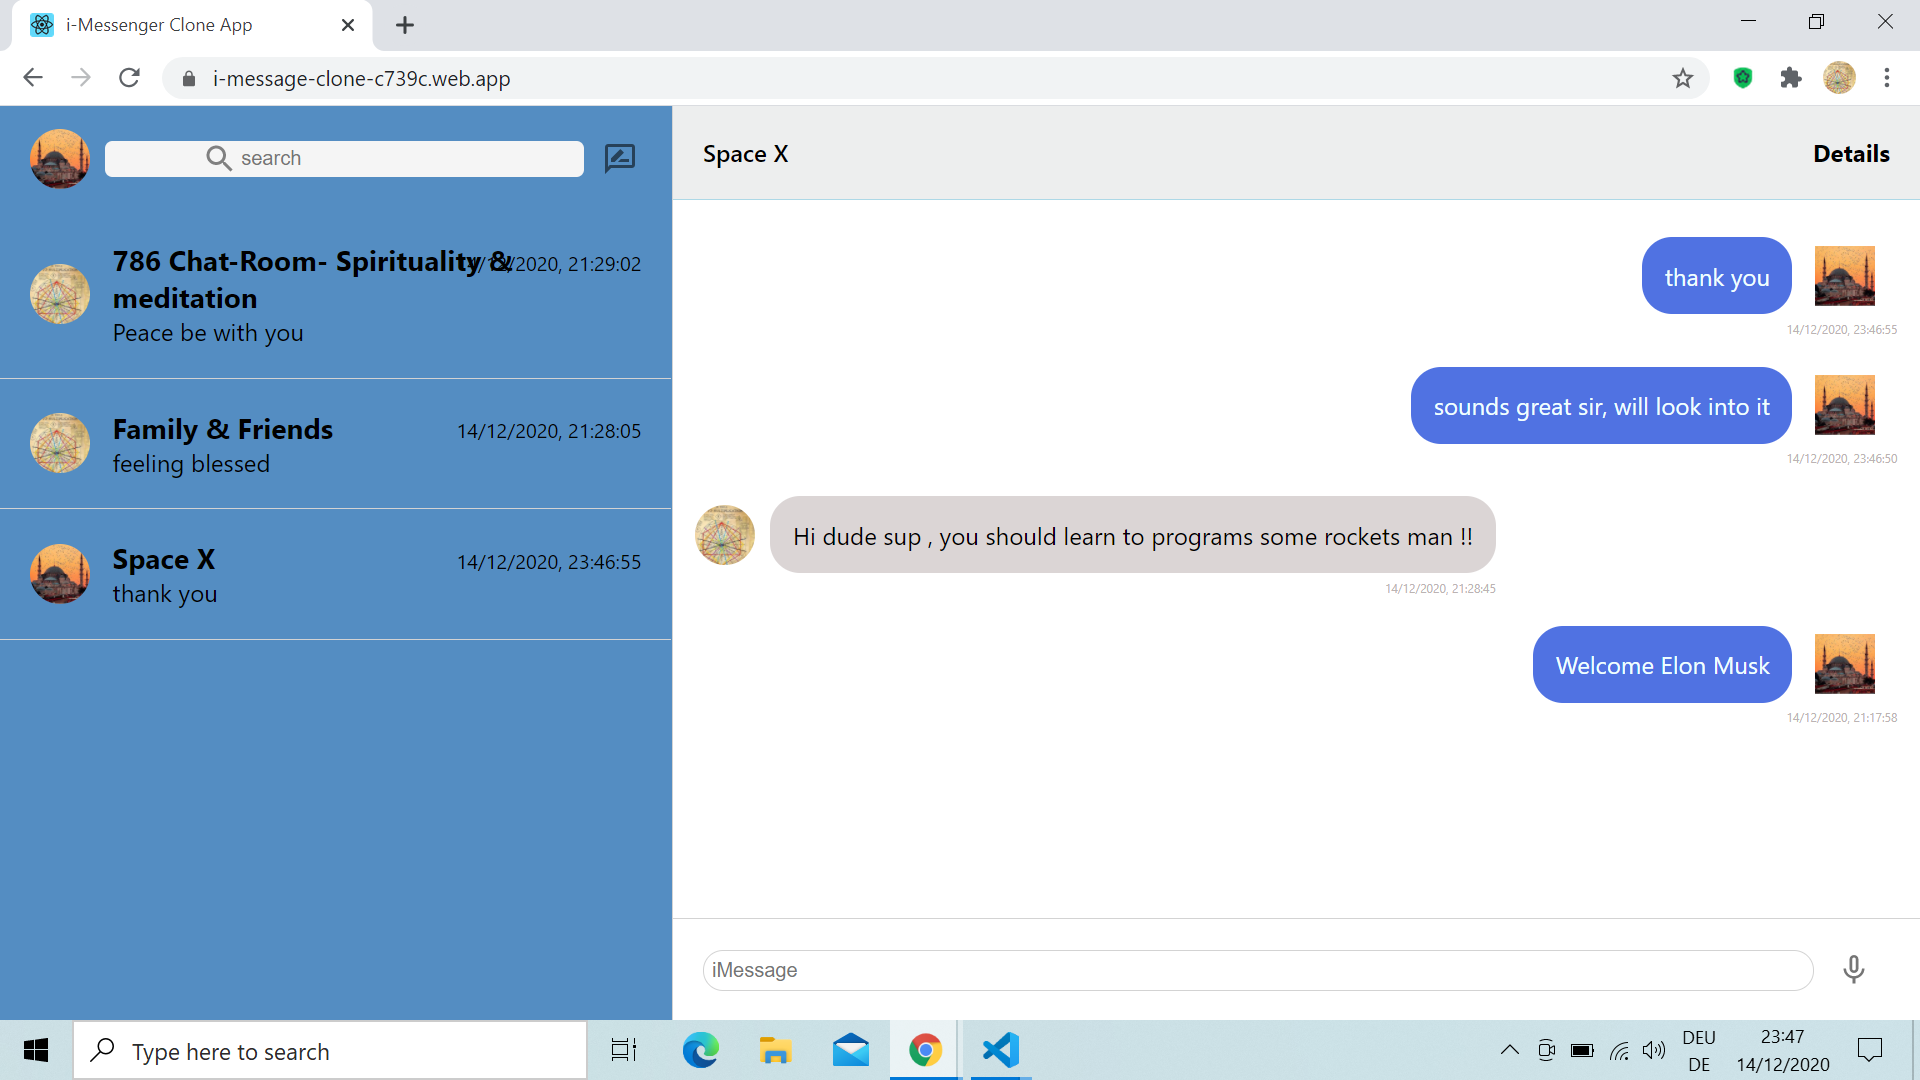 i-Messenger Clone App
i-message-clone-c739c.web.app
search
786 Chat-Room- Spirituality &
meditation
/2020, 21:29:02
Peace be with you
Family & Friends
14/12/2020, 21:28:05
feeling blessed
Space X
14/12/2020, 23:46:55
thank you
Space X
Details
thank you
14/12/2020, 23:46:55
sounds great sir, will look into it
14/12/2020, 23:46:50
Hi dude sup , you should learn to programs some rockets man !!
14/12/2020, 21:28:45
Welcome Elon Musk
14/12/2020, 21:17:58
iMessage
Type here to search
DEU
DE
23:47
14/12/2020